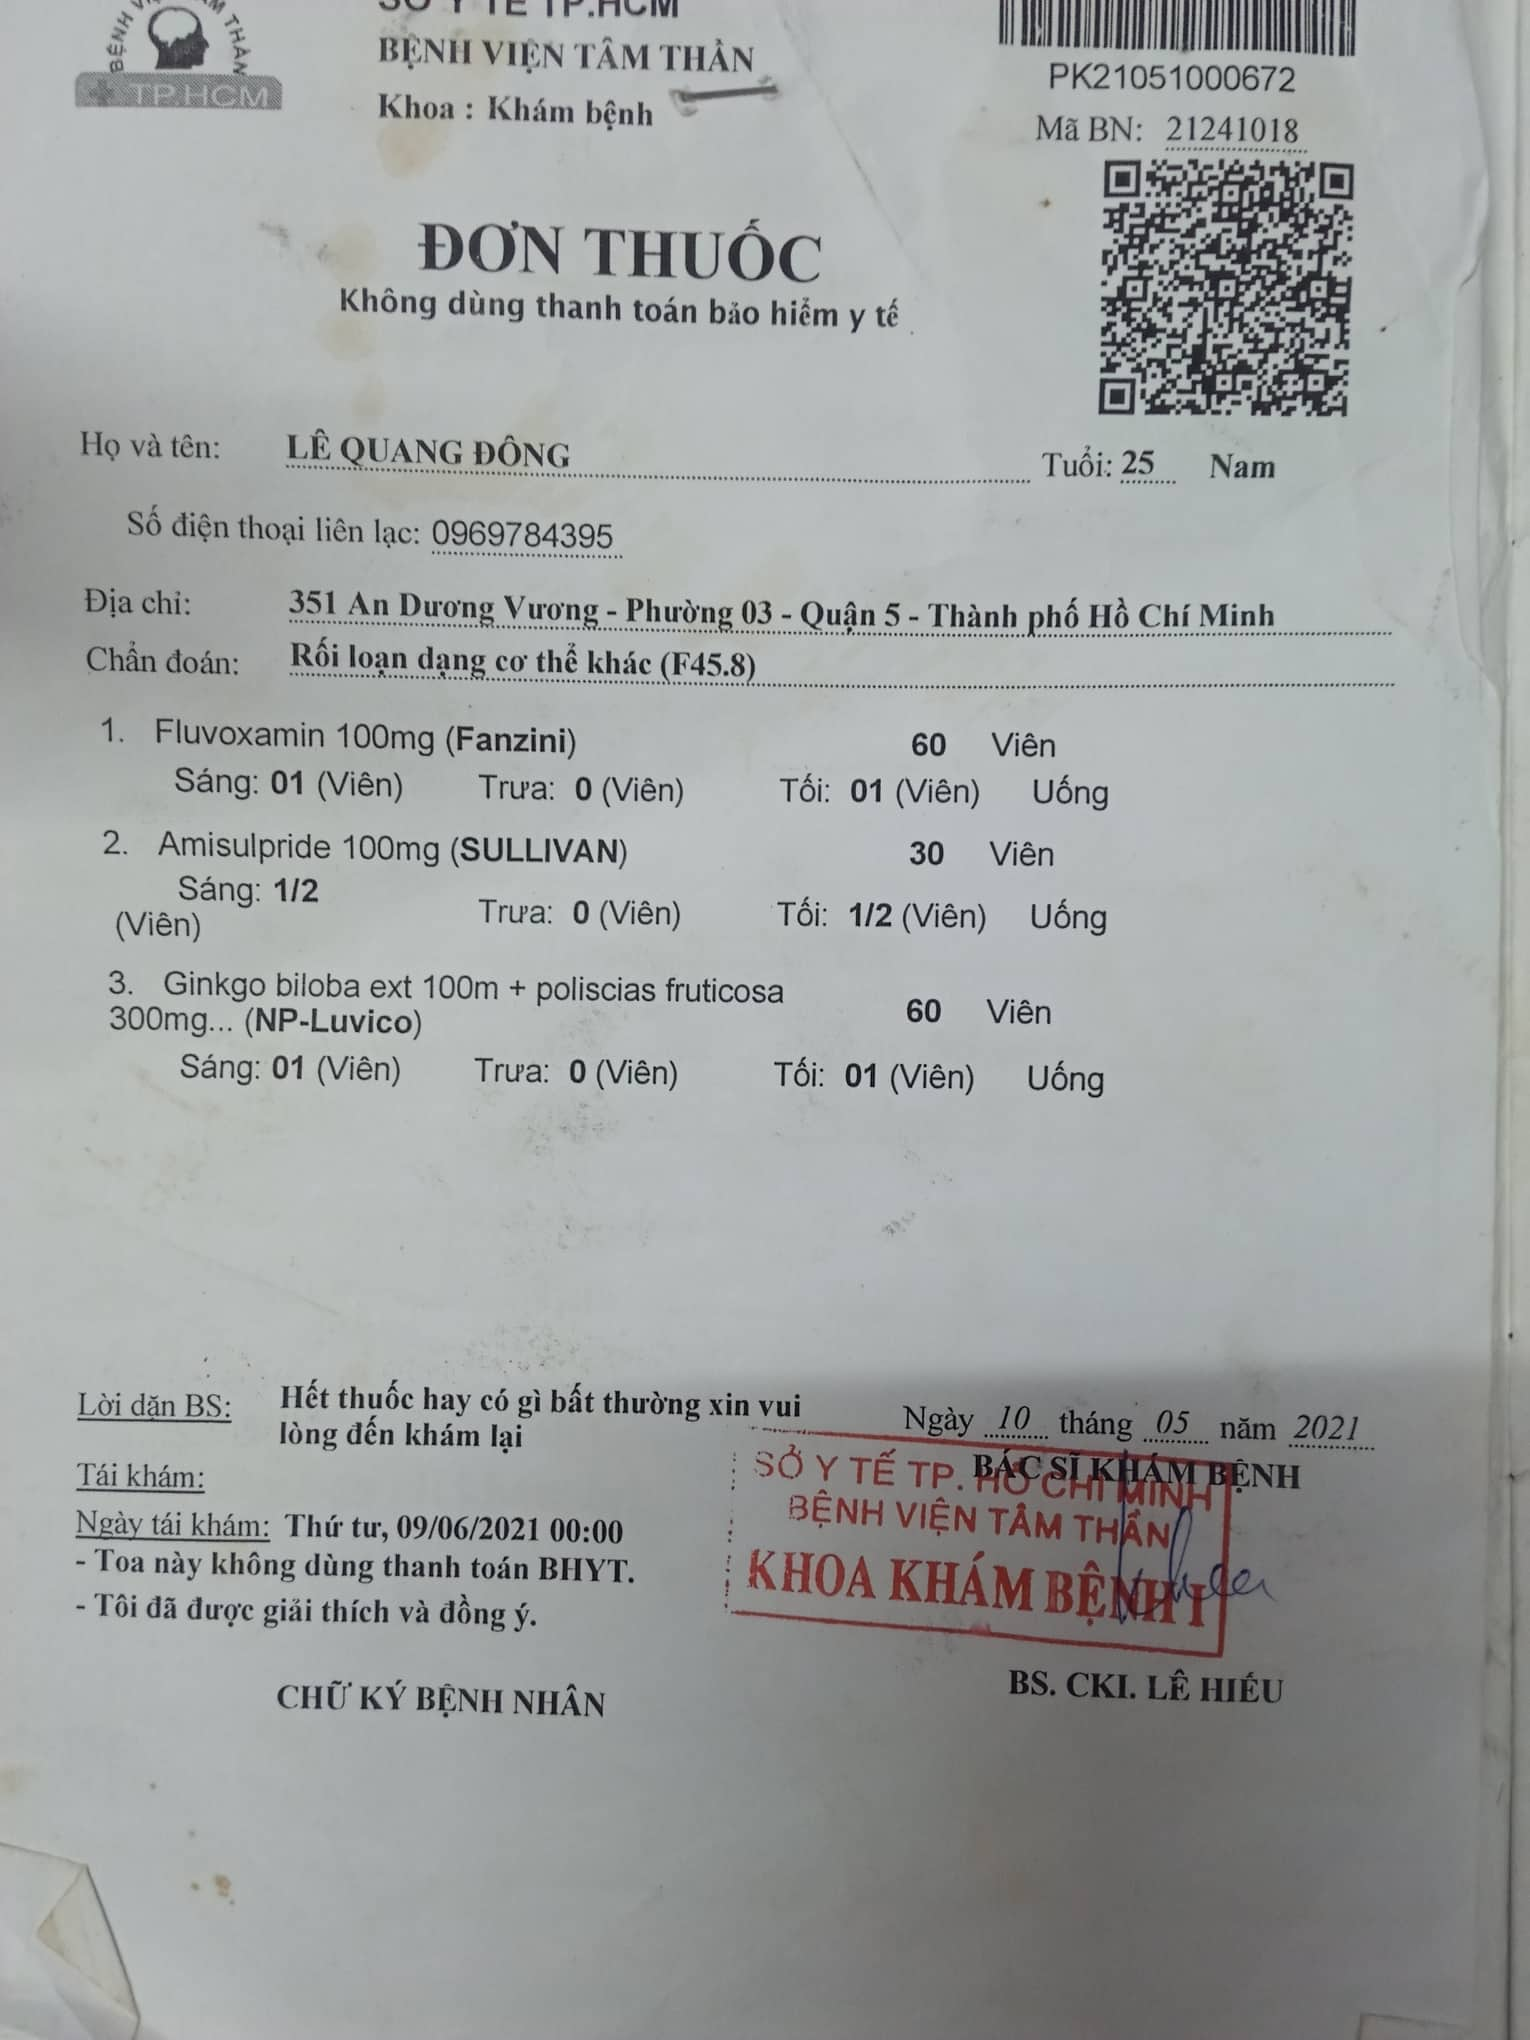 SỞ Y TẾ TP.HCM
BỆNH VIỆN TÂM THẦN
Khoa : Khám bệnh
TP.HCM
PK21051000672
Mã BN: 21241018
ĐƠN THUỐC
Không dùng thanh toán bảo hiểm y tế
Họ và tên: LÊ QUANG ĐÔNG Tuổi: 25 Nam
Số điện thoại liên lạc: 0969784395
Địa chỉ: 351 An Dương Vương - Phường 03 - Quận 5 - Thành phố Hồ Chí Minh
Chẩn đoán: Rối loạn dạng cơ thể khác (F45.8)
1. Fluvoxamin 100mg (Fanzini) 60 Viên
Sáng: 01 (Viên) Trưa: 0 (Viên) Tối: 01 (Viên) Uống
2. Amisulpride 100mg (SULLIVAN) 30 Viên
Sáng: 1/2
(Viên) Trưa: 0 (Viên) Tối: 1/2 (Viên) Uống
3. Ginkgo biloba ext 100m + poliscias fruticosa
300mg... (NP-Luvico) 60 Viên
Sáng: 01 (Viên) Trưa: 0 (Viên) Tối: 01 (Viên) Uống
Lời dặn BS: Hết thuốc hay có gì bất thường xin vui
lòng đến khám lại
Ngày 10 tháng 05 năm 2021
BÁC SĨ KHÁM BỆNH
SỞ Y TẾ TP. HỒ CHÍ MINH
BỆNH VIỆN TÂM THẦN
KHOA KHÁM BỆNH I
Tái khám:
Ngày tái khám: Thứ tư, 09/06/2021 00:00
- Toa này không dùng thanh toán BHYT.
- Tôi đã được giải thích và đồng ý.
CHỮ KÝ BỆNH NHÂN
BS. CKI. LÊ HIẾU